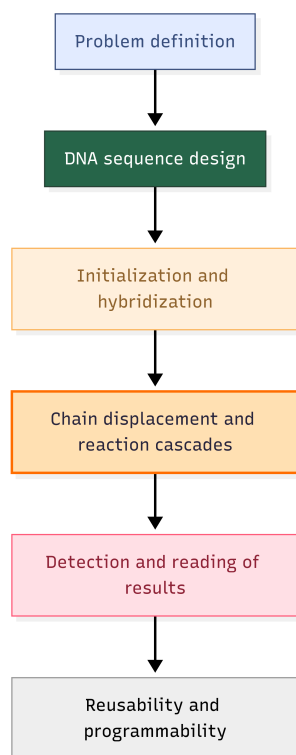 Problem definition
DNA sequence design
Initialization and
hybridization
Chain displacement and
reaction cascades
Detection and reading of
results
Reusability and
programmability